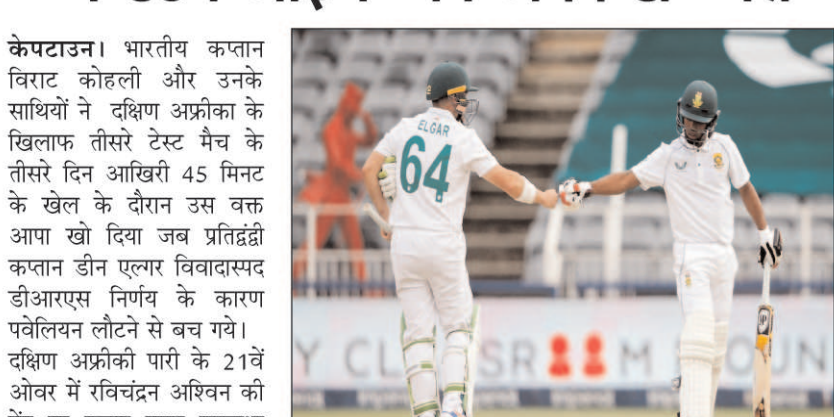 केपटाउन। भारतीय कप्तान
विराट कोहली और उनके
साथियों ने दक्षिण अफ्रीका के
खिलाफ तीसरे टेस्ट मैच के
तीसरे दिन आखिरी 45 मिनट
के खेल के दौरान उस वक्त
आपा खो दिया जब प्रतिद्वंद्वी
कप्तान डीन एल्गर विवादास्पद
डीआरएस निर्णय के कारण
पवेलियन लौटने से बच गये।
दक्षिण अफ्रीकी पारी के 21वें
ओवर में रविचंद्रन अश्विन की
ELGAR
64